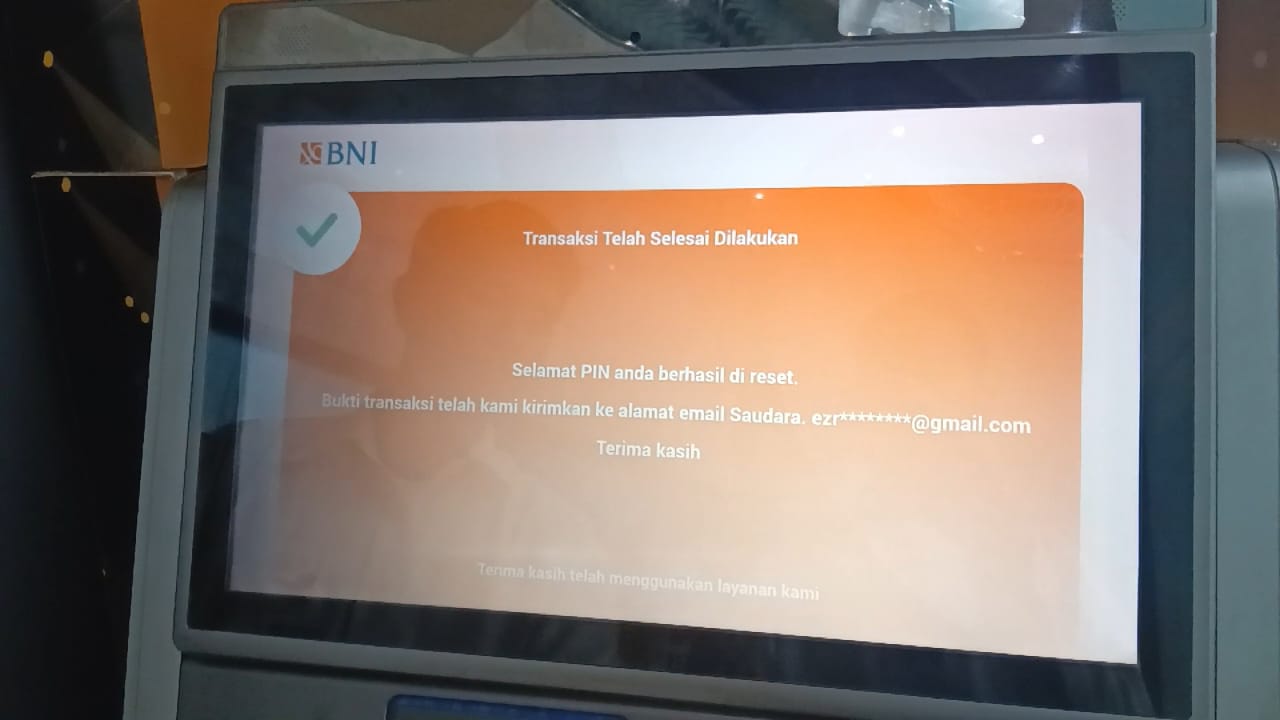 BNI
Transaksi Telah Selesai Dilakukan
Selamat PIN anda berhasil di reset.
Bukti transaksi telah kami kirimkan ke alamat email Saudara. ezr********@gmail.com
Terima kasih
Terima kasih telah menggunakan layanan kami